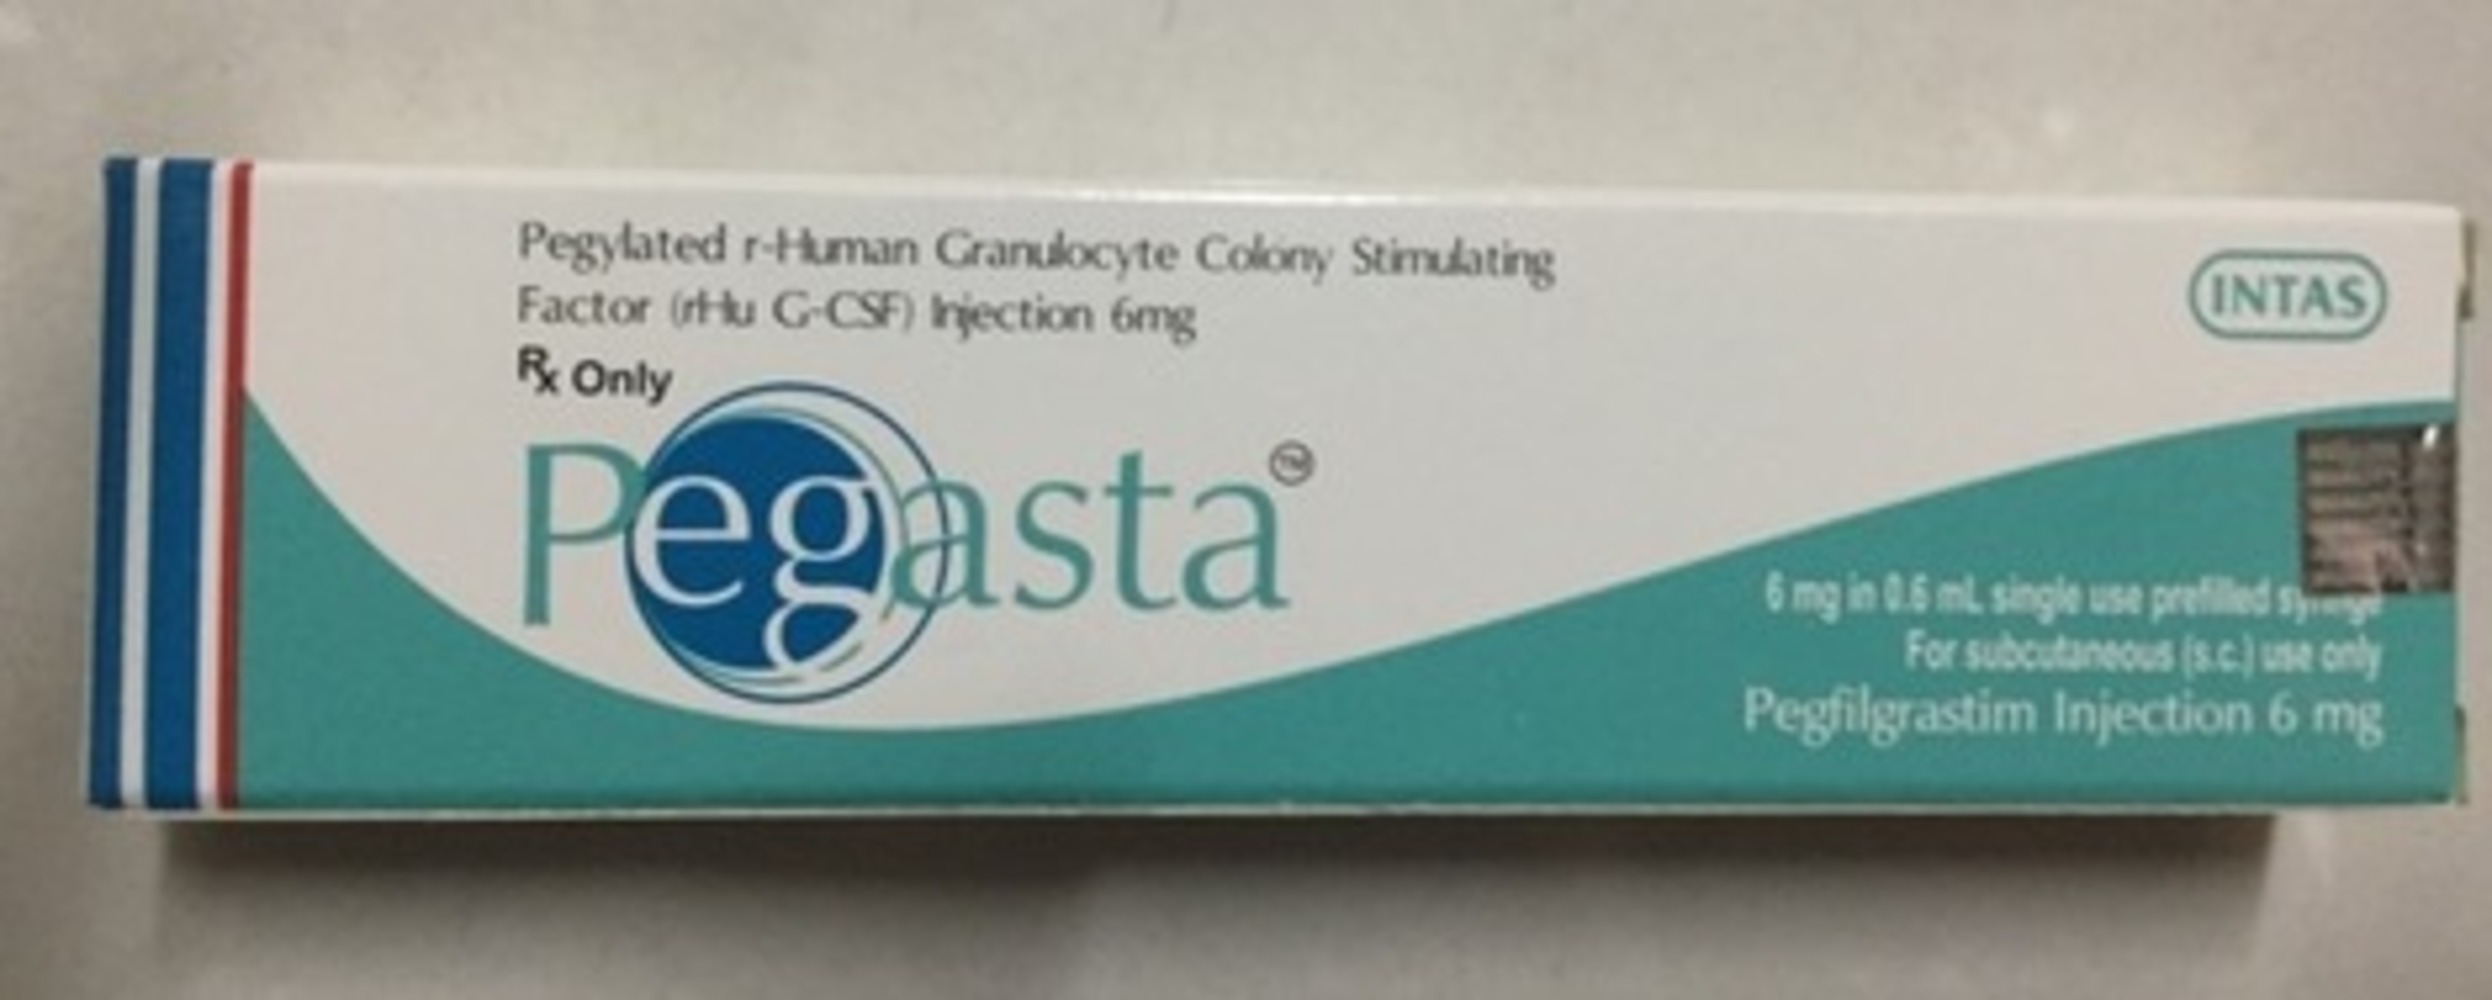 Pegylated r-Human Granulocyte Colony Stimulating
Factor (rHu G-CSF) Injection 6mg
Rx Only
Pegasta™
INTAS
6 mg in 0.6 mL single use prefilled syringe
For subcutaneous (s.c.) use only
Pegfilgrastim Injection 6 mg